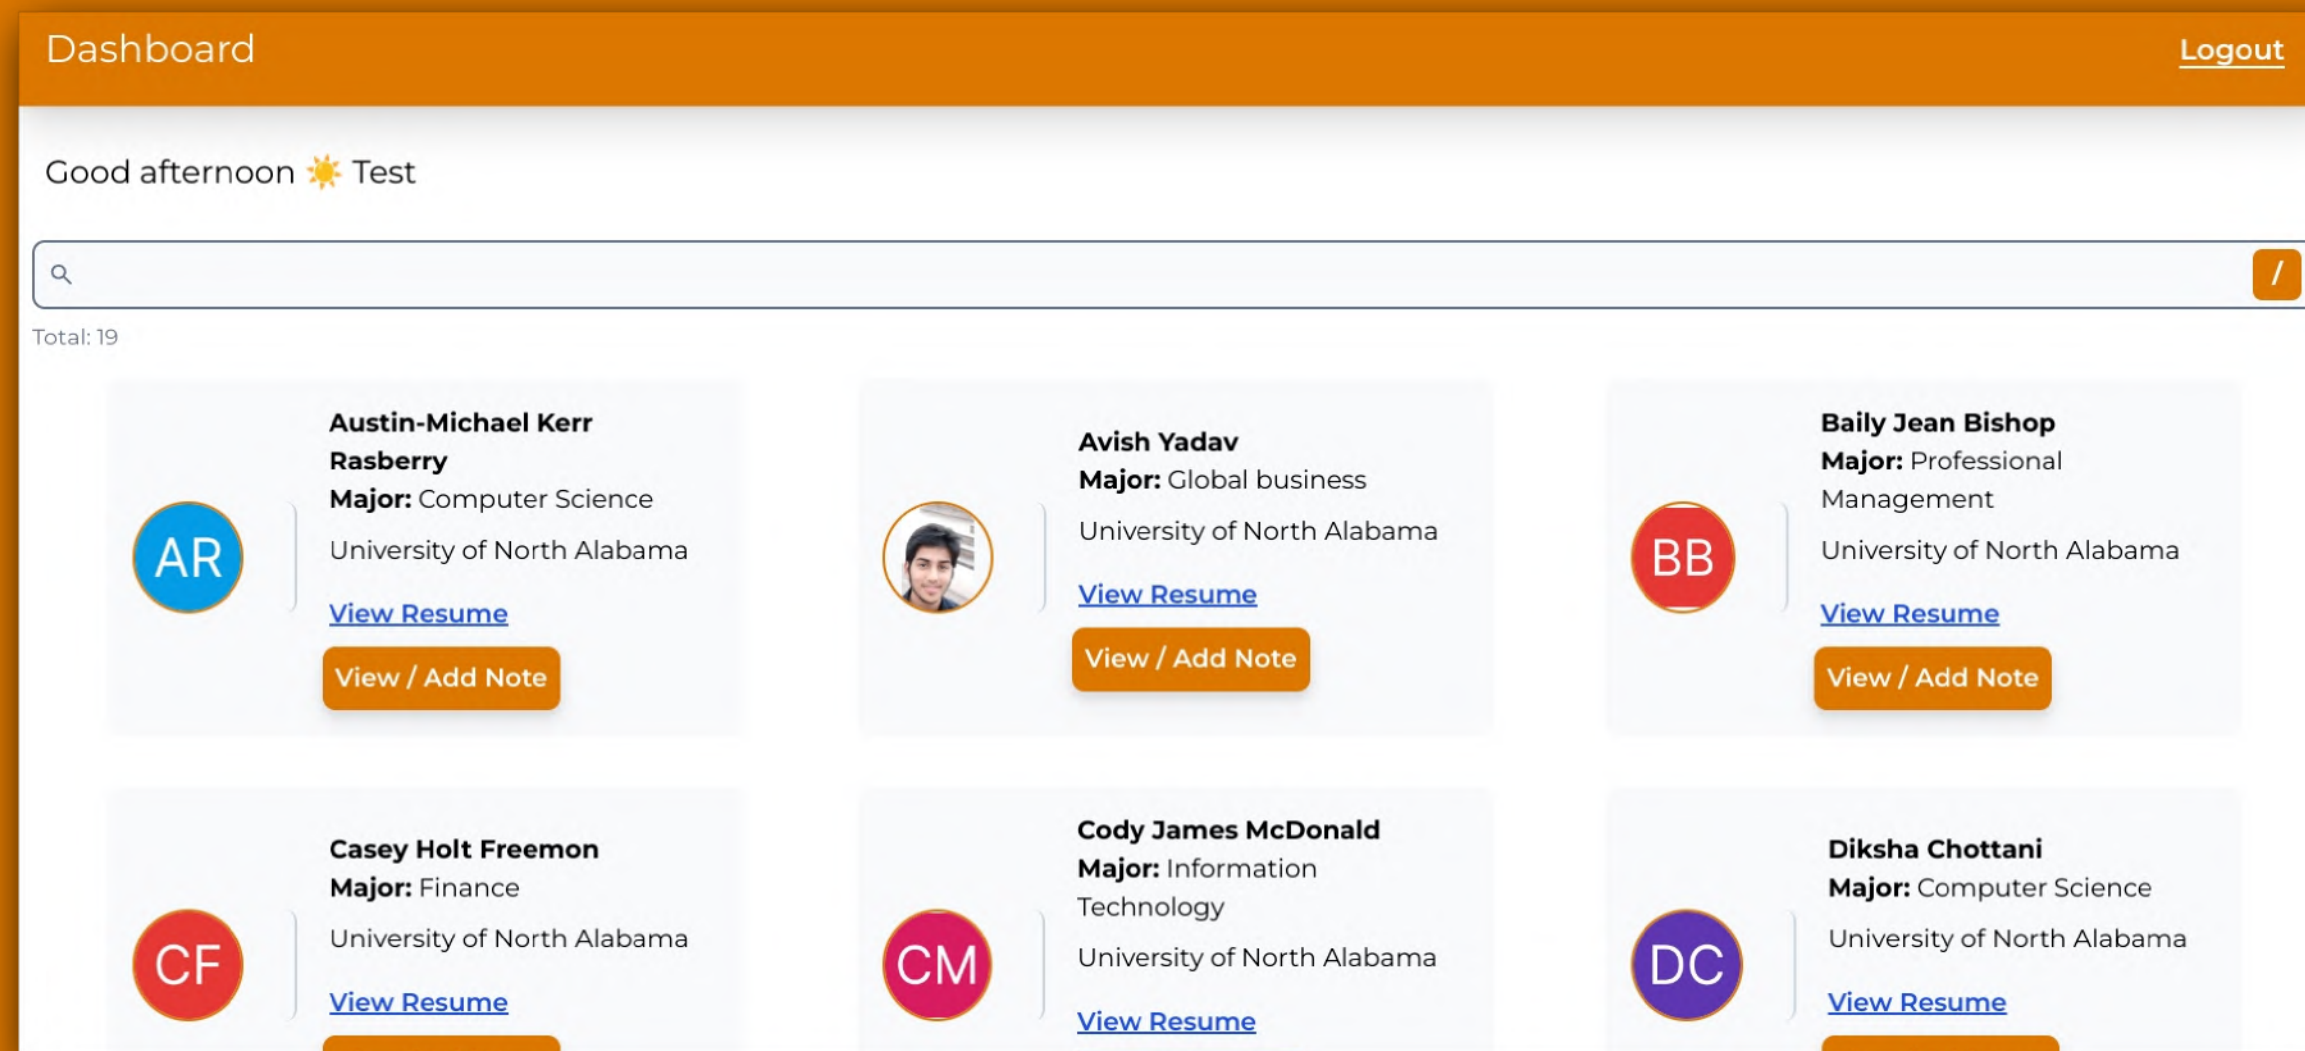 Dashboard
Logout
Good afternoon ☀️ Test
/
Total: 19
AR
Austin-Michael Kerr
Rasberry
Major: Computer Science
University of North Alabama
View Resume
View / Add Note
Avish Yadav
Major: Global business
University of North Alabama
View Resume
View / Add Note
BB
Baily Jean Bishop
Major: Professional
Management
University of North Alabama
View Resume
View / Add Note
CF
Casey Holt Freemon
Major: Finance
University of North Alabama
View Resume
CM
Cody James McDonald
Major: Information
Technology
University of North Alabama
View Resume
DC
Diksha Chottani
Major: Computer Science
University of North Alabama
View Resume